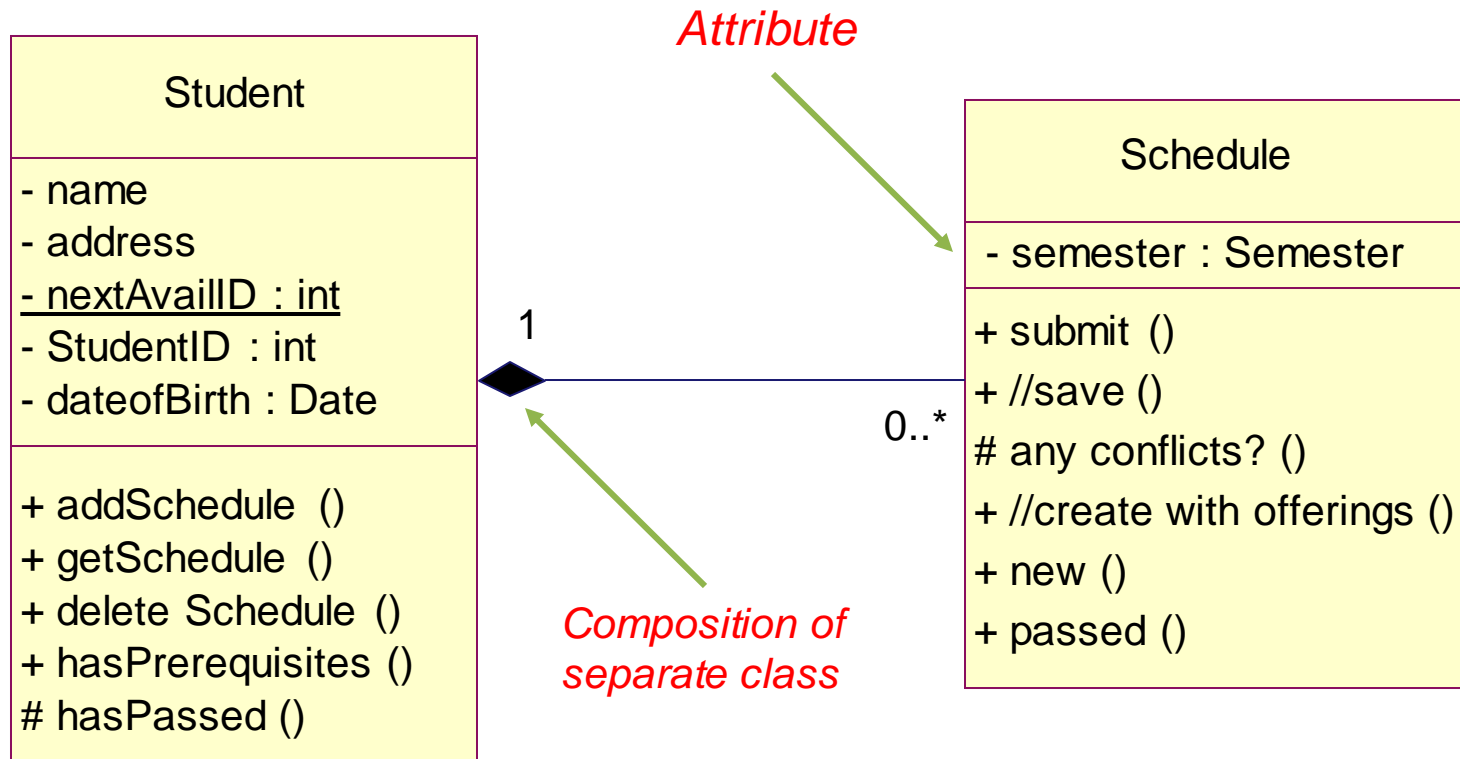 Attribute
Student
- name
- address
- nextAvailID : int
- StudentID : int
- dateofBirth : Date
+ addSchedule ()
+ getSchedule ()
+ delete Schedule ()
+ hasPrerequisites ()
# hasPassed ()
1
0..*
Composition of
separate class
Schedule
- semester : Semester
+ submit ()
+ //save ()
# any conflicts? ()
+ //create with offerings ()
+ new ()
+ passed ()